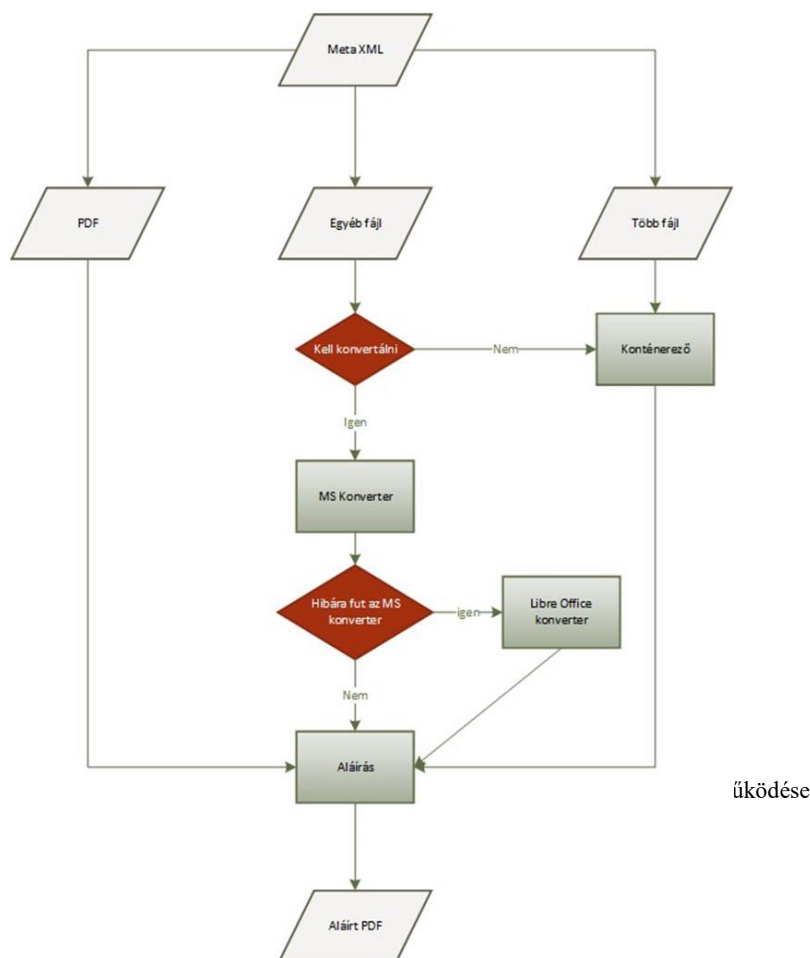 Meta XML
PDF
Egyéb fájl
Több fájl
Kell konvertálni
Nem
Konténerező
Igen
MS Konverter
Hibára fut az MS
konverter
igen
Libre Office
konverter
Nem
Aláírás
űködése
Aláírt PDF